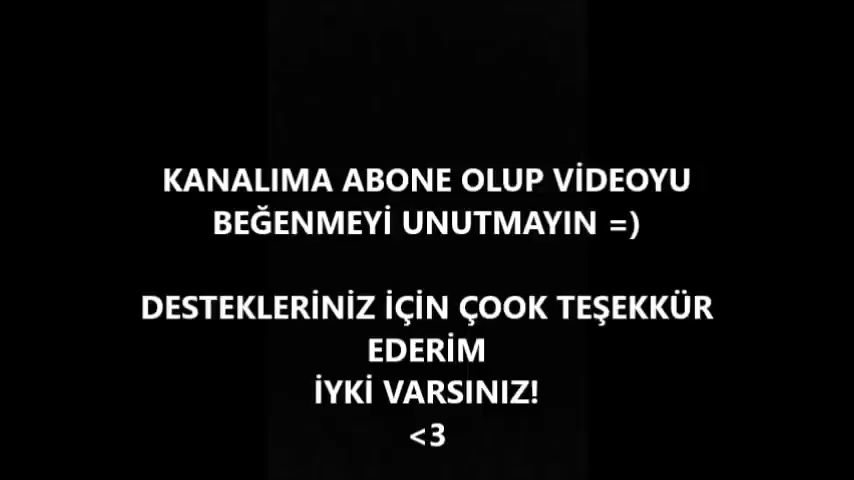 KANALIMA ABONE OLUP VİDEOYU
BEĞENMEYİ UNUTMAYIN =)
DESTEKLERİNİZ İÇİN ÇOOK TEŞEKKÜR
EDERİM
İYKİ VARSINIZ!
<3